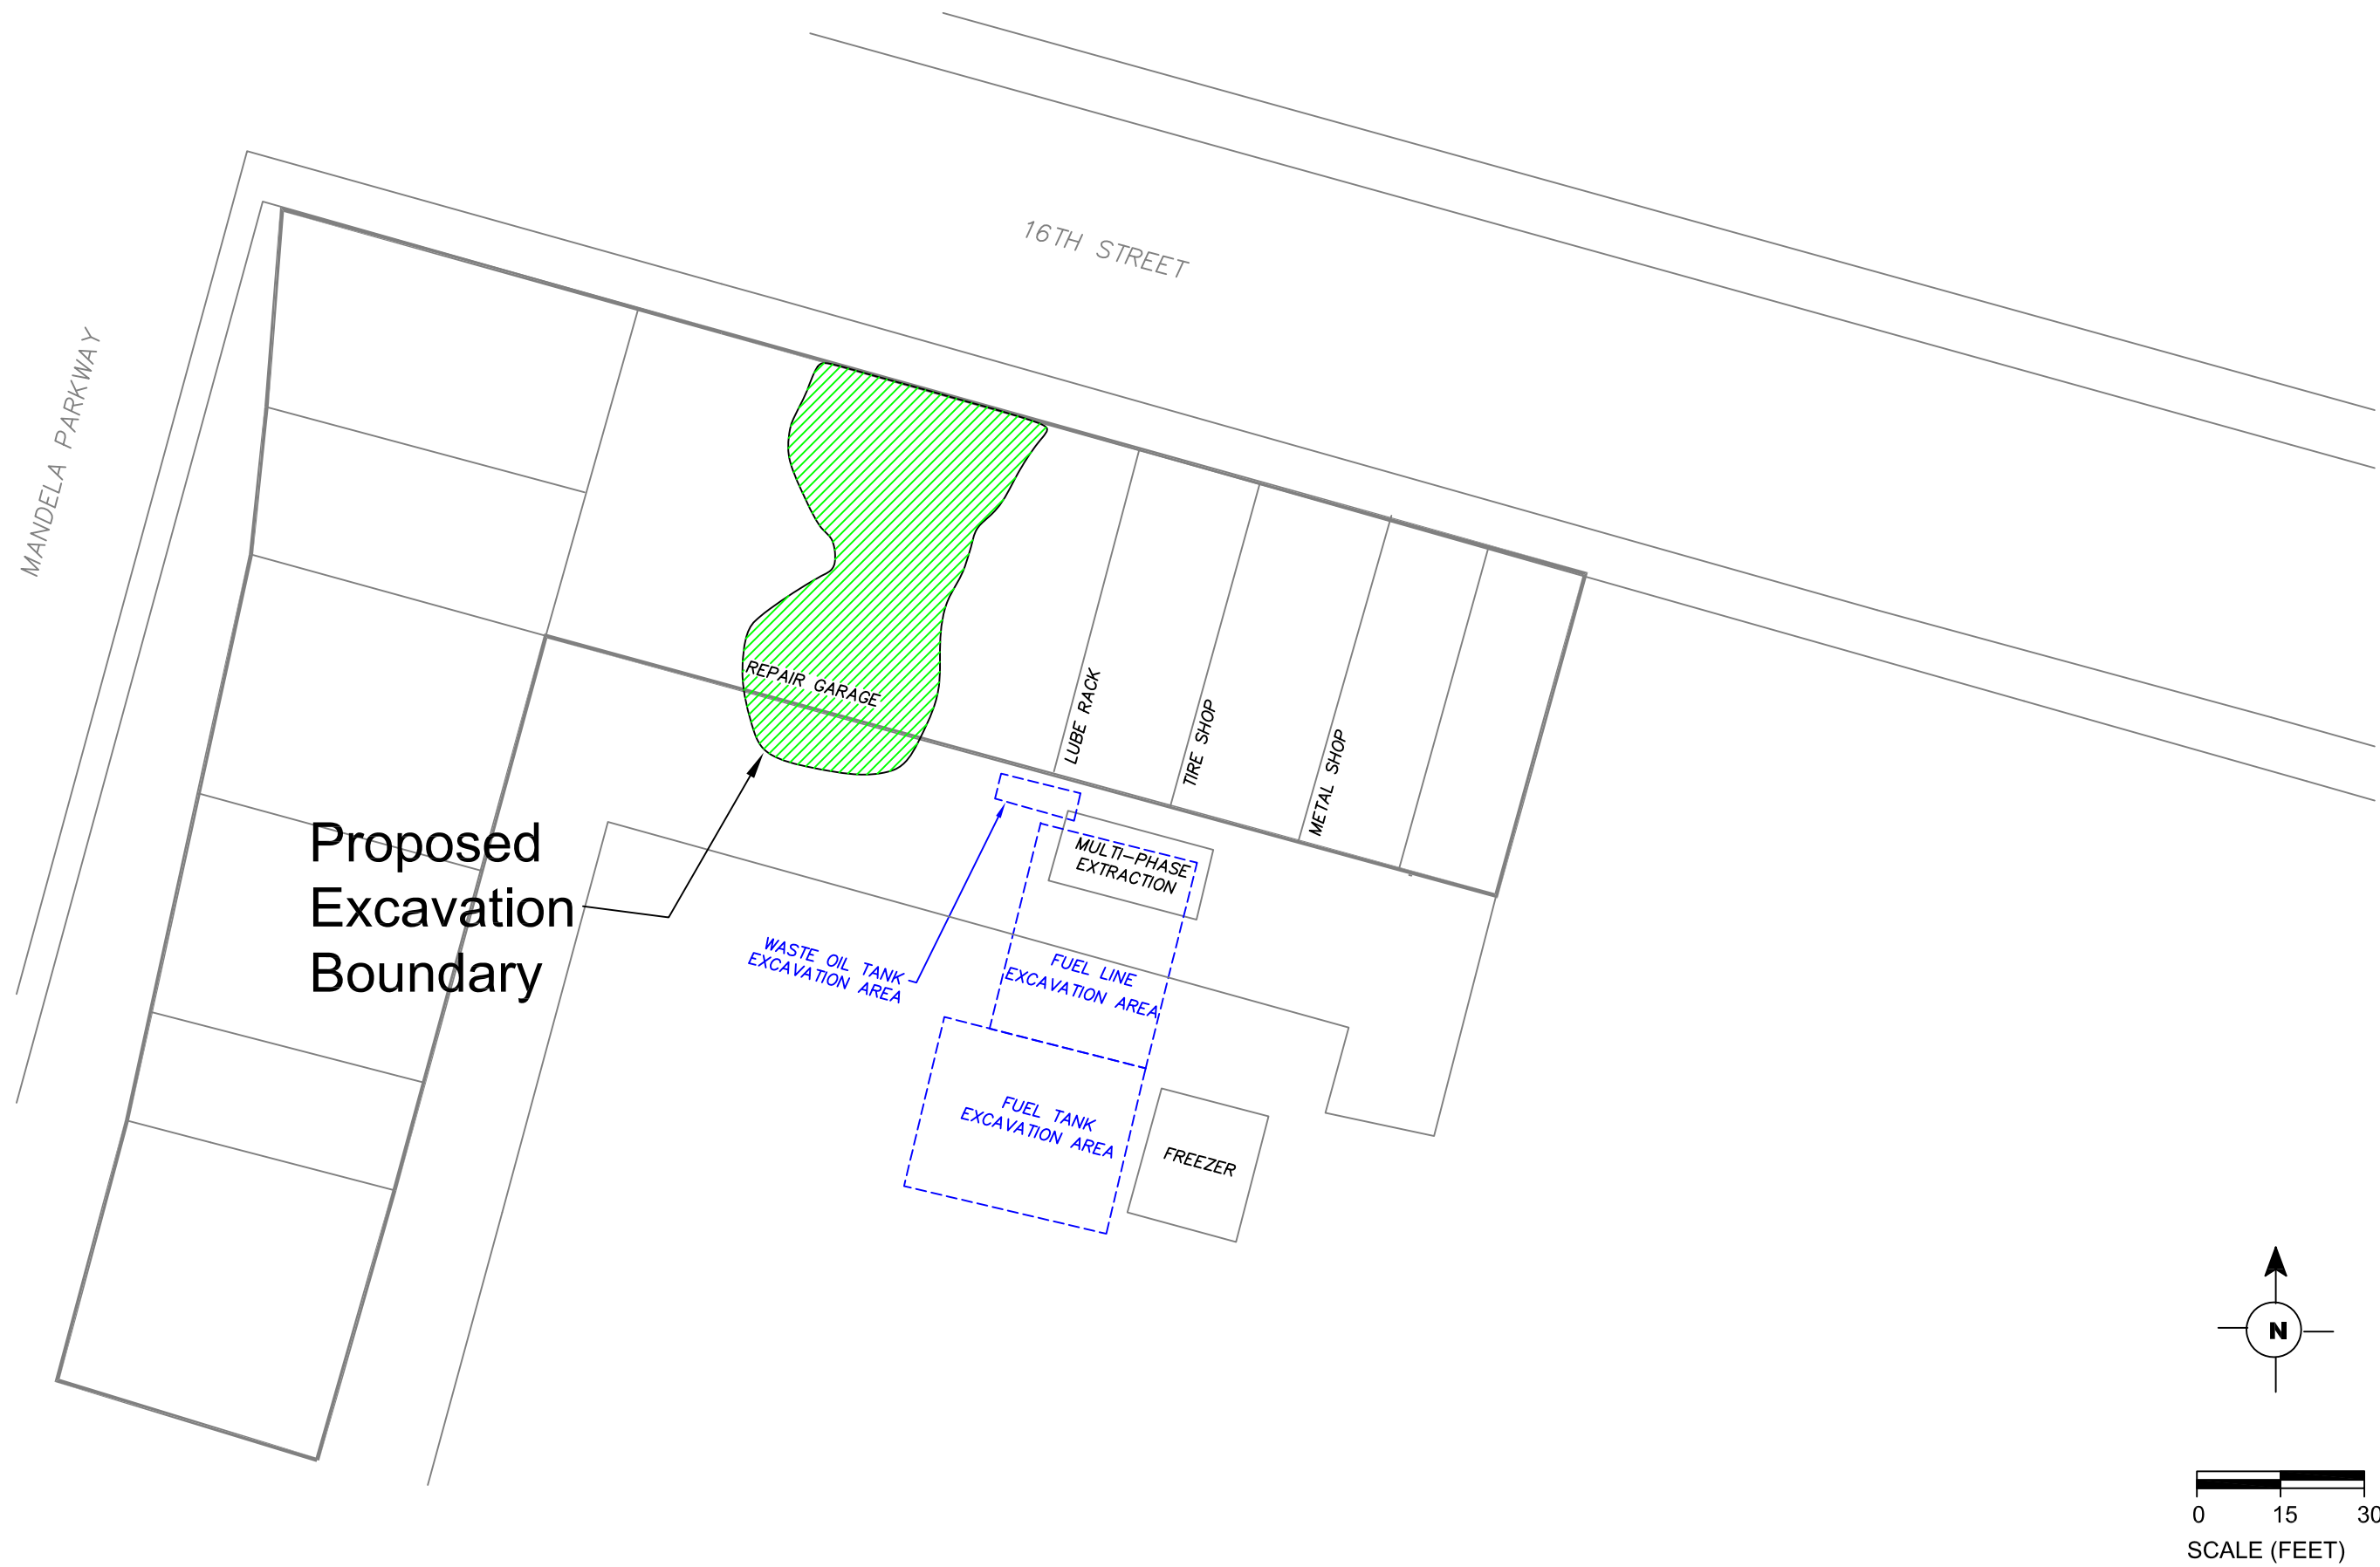 16TH STREET
MANDELA PARKWAY
REPAIR GARAGE
LUBE RACK
TIRE SHOP
METAL SHOP
Proposed
Excavation
Boundary
MULTI-PHASE
EXTRACTION
WASTE OIL TANK
EXCAVATION AREA
FUEL LINE
EXCAVATION AREA
FUEL TANK
EXCAVATION AREA
FREEZER
N
0 15 30
SCALE (FEET)